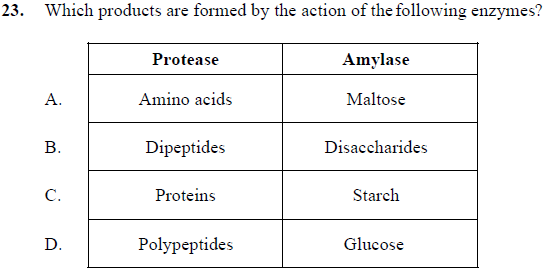 23. Which products are formed by the action of the following enzymes?
Protease Amylase
A. Amino acids Maltose
B. Dipeptides Disaccharides
C. Proteins Starch
D. Polypeptides Glucose